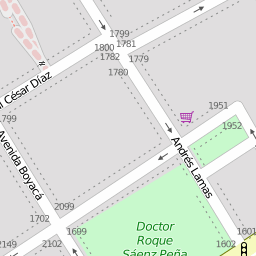 1799
1800
1781
1782
1779
1780
César Díaz
1951
1952
1799
Andrés Lamas
Avenida Boyacá
2099
1702
1699
2149
2102
Doctor
Roque
Sáenz Peña
1602
1601